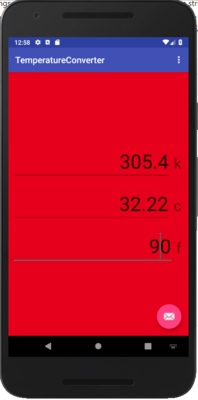 12:58
TemperatureConverter
305.4 k
32.22 c
90 f